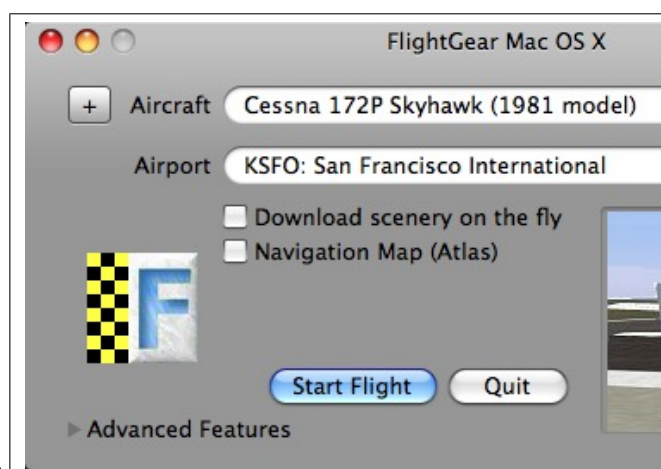 FlightGear Mac OS X
+ Aircraft Cessna 172P Skyhawk (1981 model)
Airport KSFO: San Francisco International
Download scenery on the fly
Navigation Map (Atlas)
F
Start Flight Quit
Advanced Features